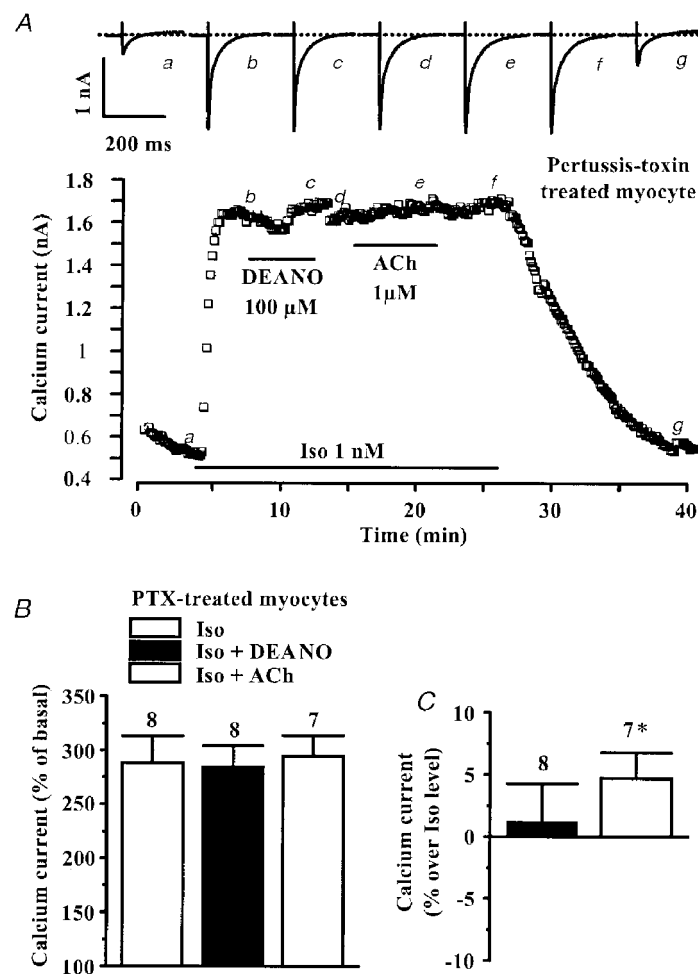 A
a b c d e f g
1 nA
200 ms
Pertussis-toxin
treated myocyte
1.8
1.6
1.4
1.2
1
0.8
0.6
0.4
Calcium current (nA)
a b c d e f g
DEANO
100 µM
ACh
1µM
Iso 1 nM
0 10 20 30 40
Time (min)
B
PTX-treated myocytes
Iso
Iso + DEANO
Iso + ACh
350
300
250
200
150
100
Calcium current (% of basal)
8 8 7
C
10
5
0
-5
-10
Calcium current
(% over Iso level)
8 7*